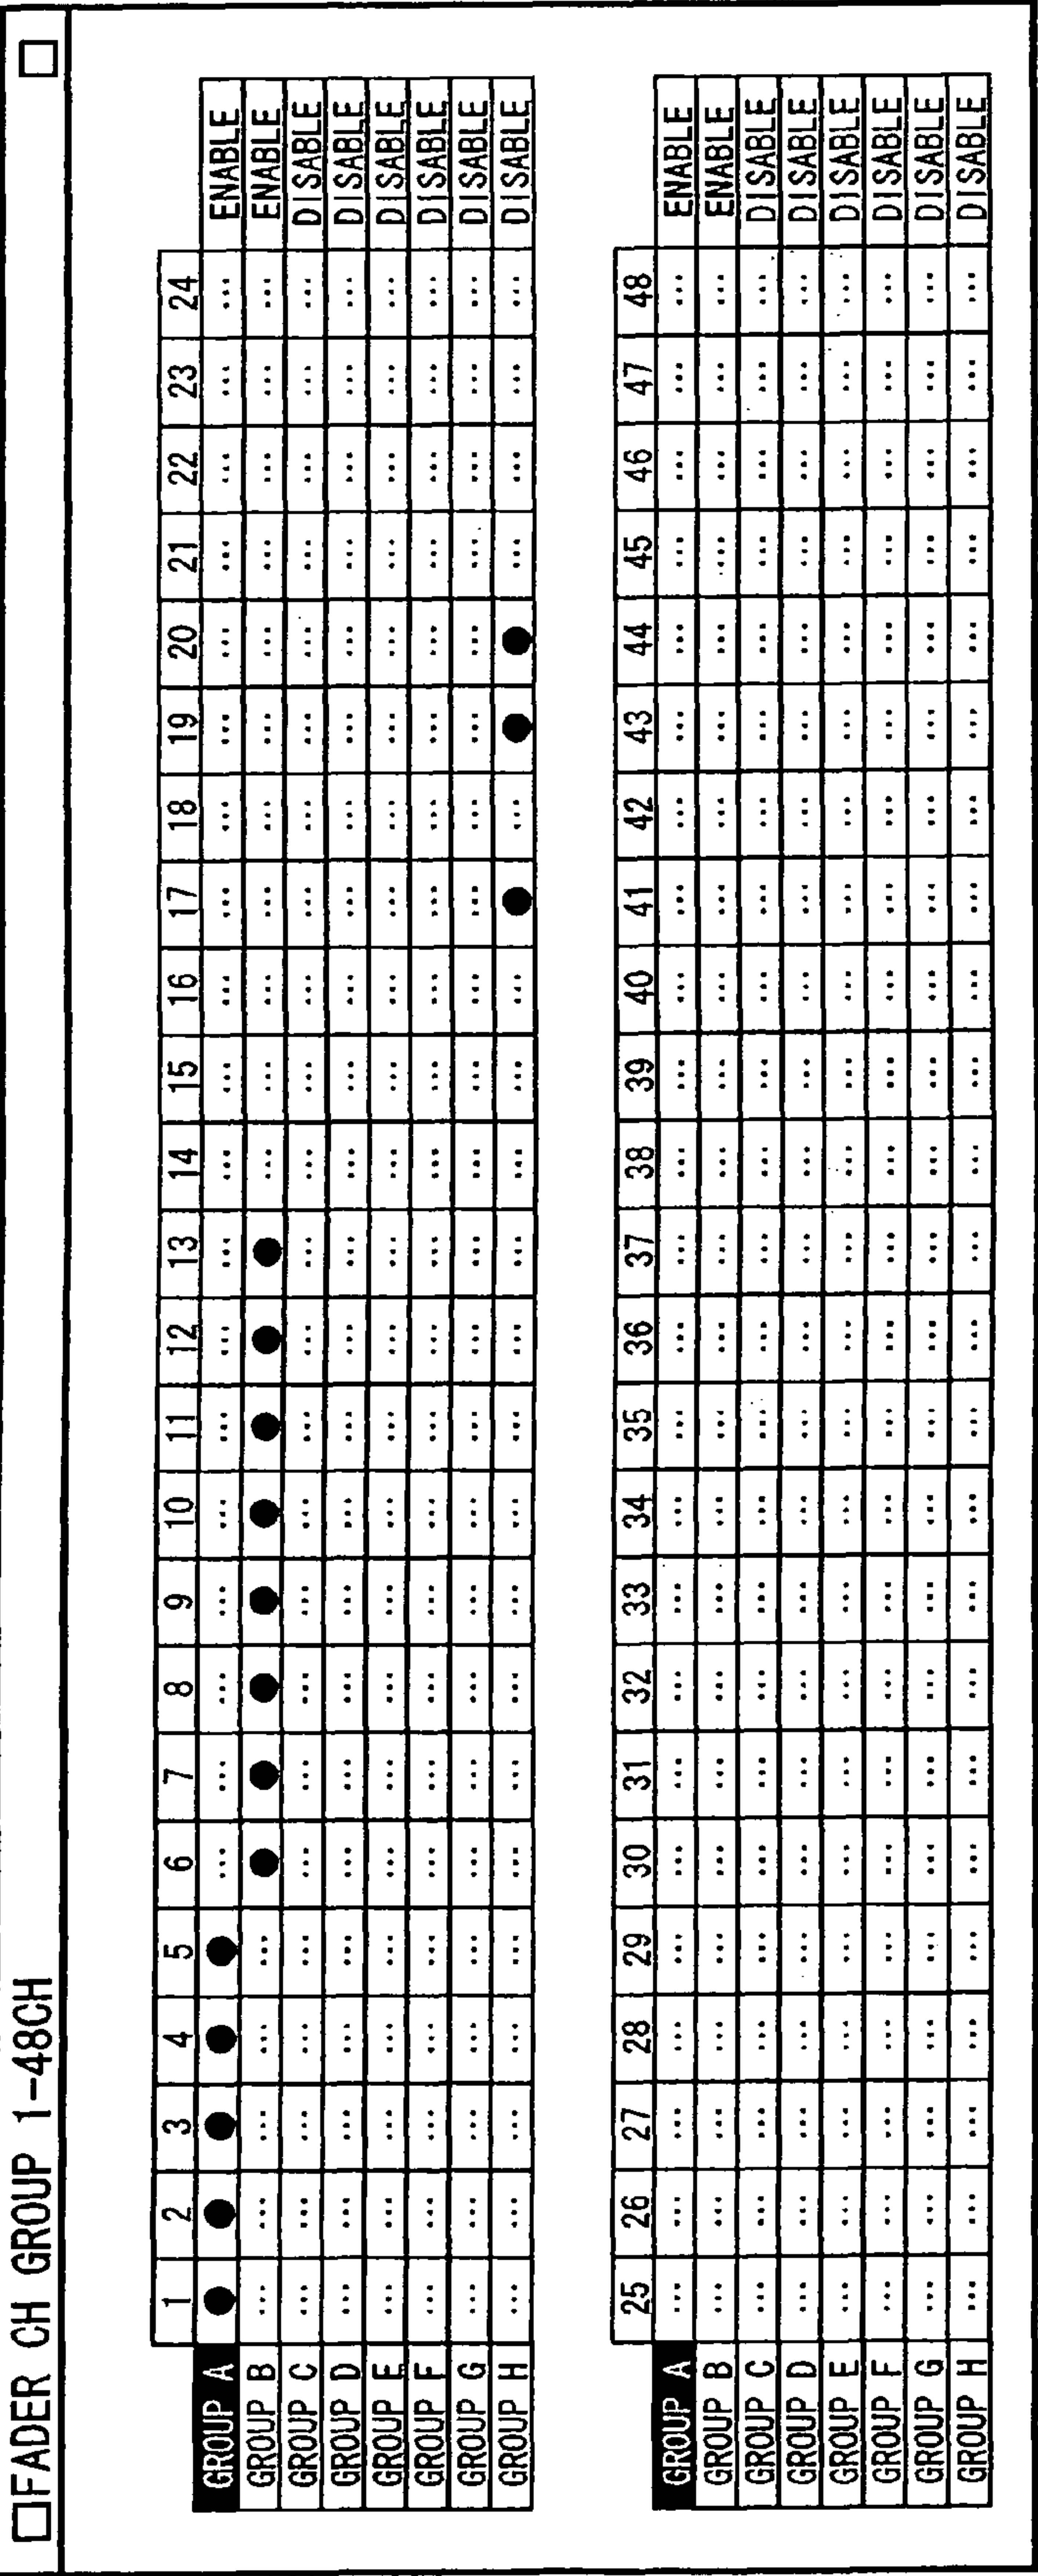 □FADER CH GROUP 1-48CH □
1 2 3 4 5 6 7 8 9 10 11 12 13 14 15 16 17 18 19 20 21 22 23 24
GROUP A ● ● ● ● ● ... ... ... ... ... ... ... ... ... ... ... ... ... ... ... ... ... ... ... ENABLE
GROUP B ... ... ... ... ... ● ● ● ● ● ● ● ● ... ... ... ... ... ... ... ... ... ... ... ENABLE
GROUP C ... ... ... ... ... ... ... ... ... ... ... ... ... ... ... ... ... ... ... ... ... ... ... ... DISABLE
GROUP D ... ... ... ... ... ... ... ... ... ... ... ... ... ... ... ... ... ... ... ... ... ... ... ... DISABLE
GROUP E ... ... ... ... ... ... ... ... ... ... ... ... ... ... ... ... ... ... ... ... ... ... ... ... DISABLE
GROUP F ... ... ... ... ... ... ... ... ... ... ... ... ... ... ... ... ... ... ... ... ... ... ... ... DISABLE
GROUP G ... ... ... ... ... ... ... ... ... ... ... ... ... ... ... ... ... ... ... ... ... ... ... ... DISABLE
GROUP H ... ... ... ... ... ... ... ... ... ... ... ... ... ... ... ... ● ... ● ● ... ... ... ... DISABLE
25 26 27 28 29 30 31 32 33 34 35 36 37 38 39 40 41 42 43 44 45 46 47 48
GROUP A ... ... ... ... ... ... ... ... ... ... ... ... ... ... ... ... ... ... ... ... ... ... ... ... ENABLE
GROUP B ... ... ... ... ... ... ... ... ... ... ... ... ... ... ... ... ... ... ... ... ... ... ... ... ENABLE
GROUP C ... ... ... ... ... ... ... ... ... ... ... ... ... ... ... ... ... ... ... ... ... ... ... ... DISABLE
GROUP D ... ... ... ... ... ... ... ... ... ... ... ... ... ... ... ... ... ... ... ... ... ... ... ... DISABLE
GROUP E ... ... ... ... ... ... ... ... ... ... ... ... ... ... ... ... ... ... ... ... ... ... ... ... DISABLE
GROUP F ... ... ... ... ... ... ... ... ... ... ... ... ... ... ... ... ... ... ... ... ... ... ... ... DISABLE
GROUP G ... ... ... ... ... ... ... ... ... ... ... ... ... ... ... ... ... ... ... ... ... ... ... ... DISABLE
GROUP H ... ... ... ... ... ... ... ... ... ... ... ... ... ... ... ... ... ... ... ... ... ... ... ... DISABLE